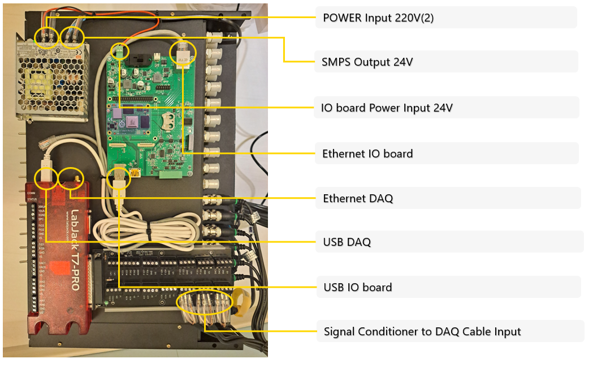 POWER Input 220V(2)
SMPS Output 24V
IO board Power Input 24V
Ethernet IO board
Ethernet DAQ
USB DAQ
USB IO board
Signal Conditioner to DAQ Cable Input
LabJack T7-PRO